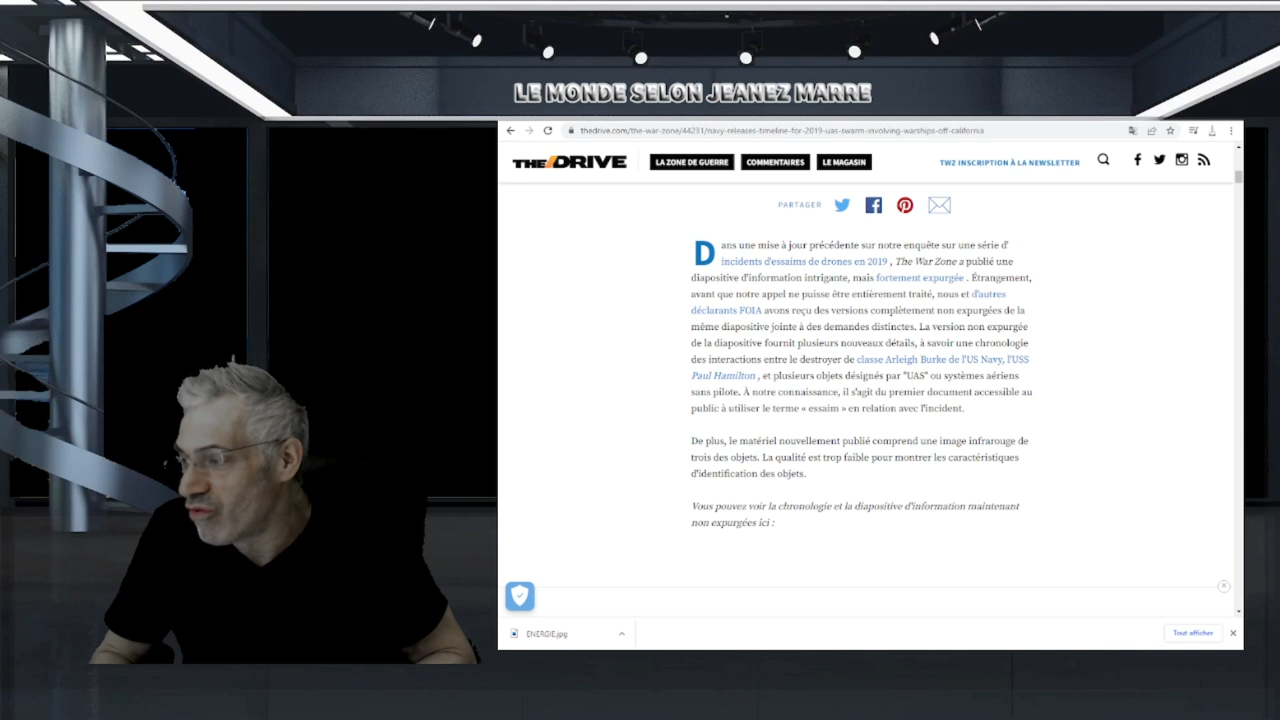 LE MONDE SELON JEANEZ MARRE
thedrive.com/the-war-zone/44231/navy-releases-timeline-for-2019-uas-swarm-involving-warships-off-california
THE DRIVE LA ZONE DE GUERRE COMMENTAIRES LE MAGASIN TWZ INSCRIPTION À LA NEWSLETTER
PARTAGER
Dans une mise à jour précédente sur notre enquête sur une série d'
incidents d'essaims de drones en 2019 , The War Zone a publié une
diapositive d'information intrigante, mais fortement expurgée . Étrangement,
avant que notre appel ne puisse être entièrement traité, nous et d'autres
déclarants FOIA avons reçu des versions complètement non expurgées de la
même diapositive jointe à des demandes distinctes. La version non expurgée
de la diapositive fournit plusieurs nouveaux détails, à savoir une chronologie
des interactions entre le destroyer de classe Arleigh Burke de l'US Navy, l'USS
Paul Hamilton , et plusieurs objets désignés par "UAS" ou systèmes aériens
sans pilote. À notre connaissance, il s'agit du premier document accessible au
public à utiliser le terme « essaim » en relation avec l'incident.
De plus, le matériel nouvellement publié comprend une image infrarouge de
trois des objets. La qualité est trop faible pour montrer les caractéristiques
d'identification des objets.
Vous pouvez voir la chronologie et la diapositive d'information maintenant
non expurgées ici :
ENERGIE.jpg
Tout afficher